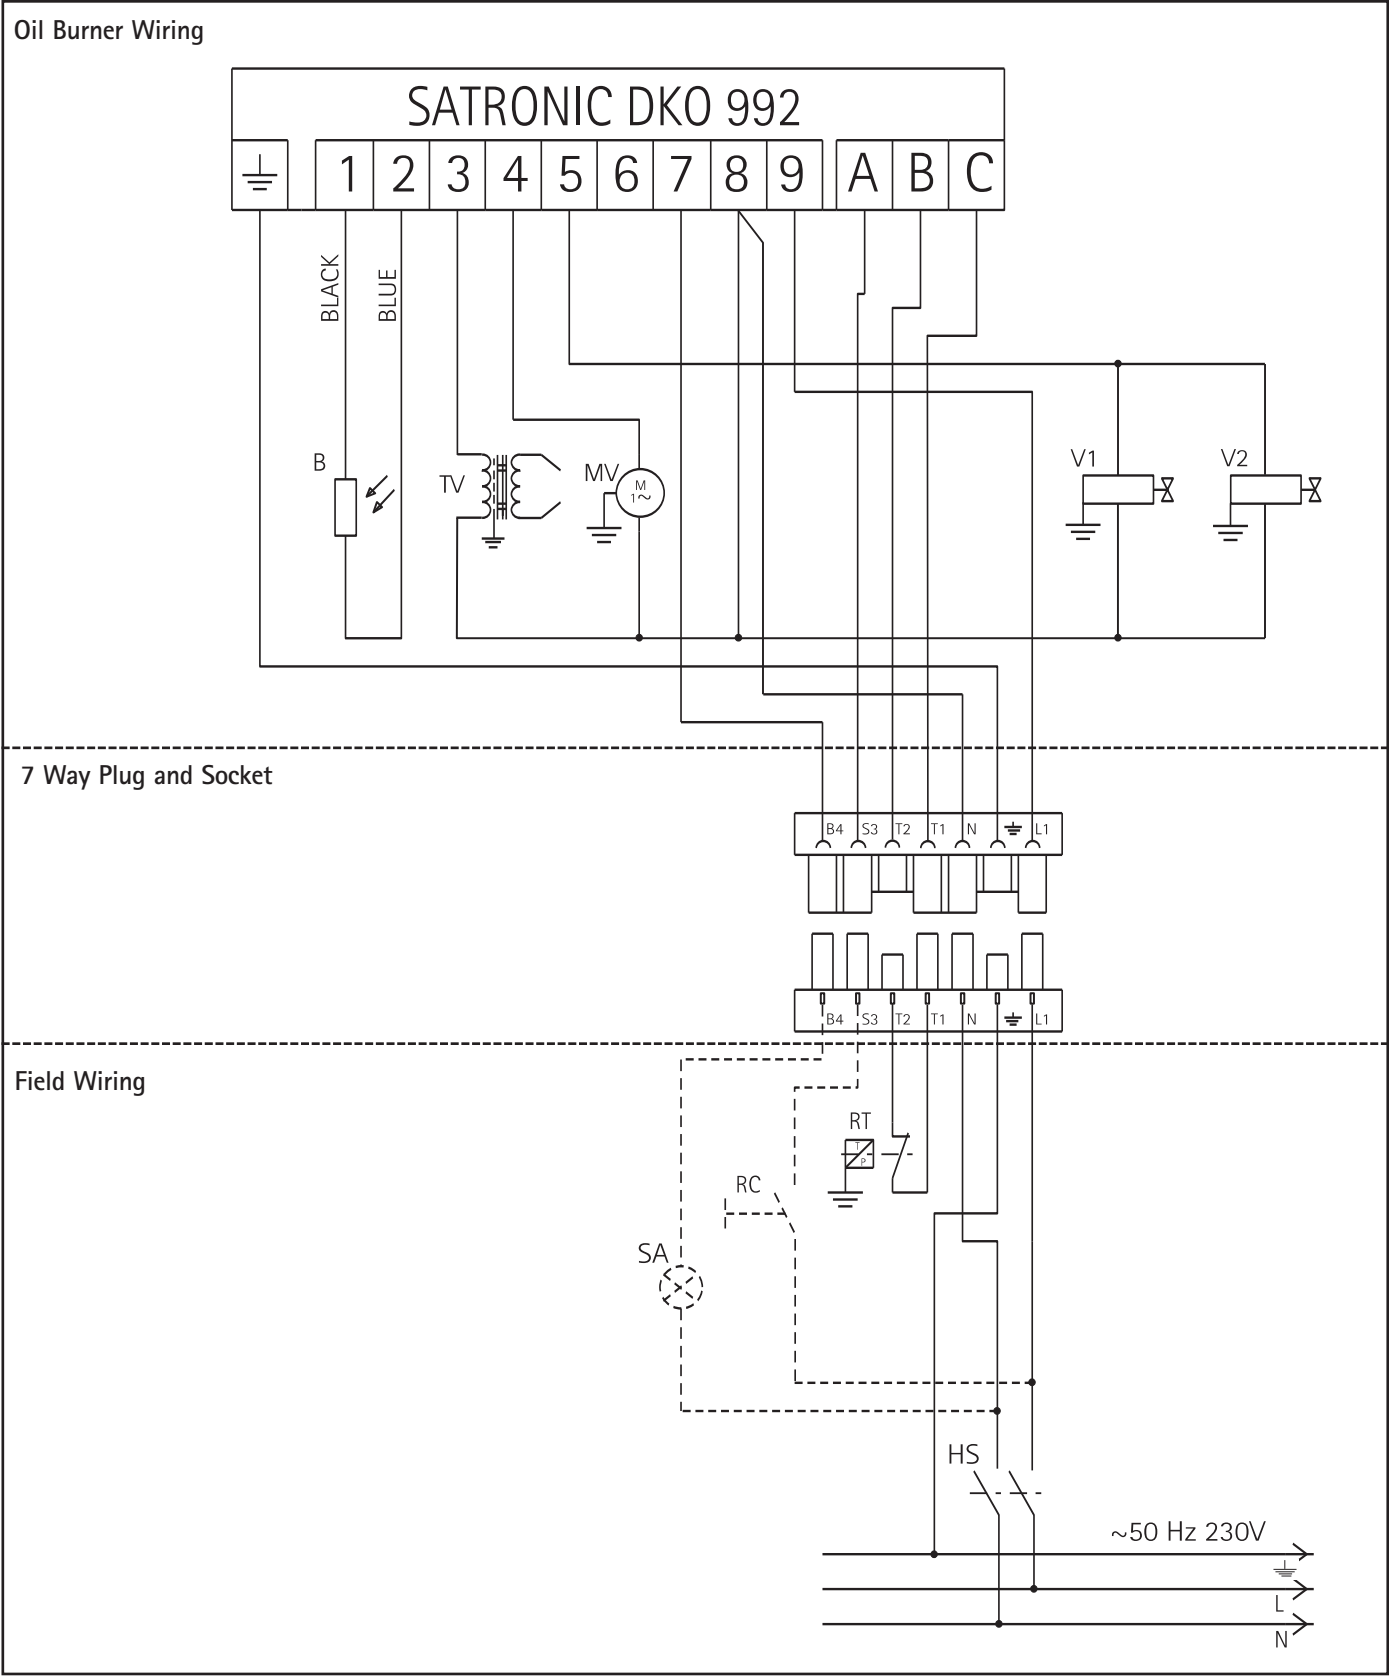 Oil Burner Wiring
SATRONIC DKO 992
1 2 3 4 5 6 7 8 9 A B C
BLACK
BLUE
B
TV
MV
M
1~
V1
V2
7 Way Plug and Socket
B4 S3 T2 T1 N L1
B4 S3 T2 T1 N L1
Field Wiring
RT
T
P
RC
SA
HS
~50 Hz 230V
L
N